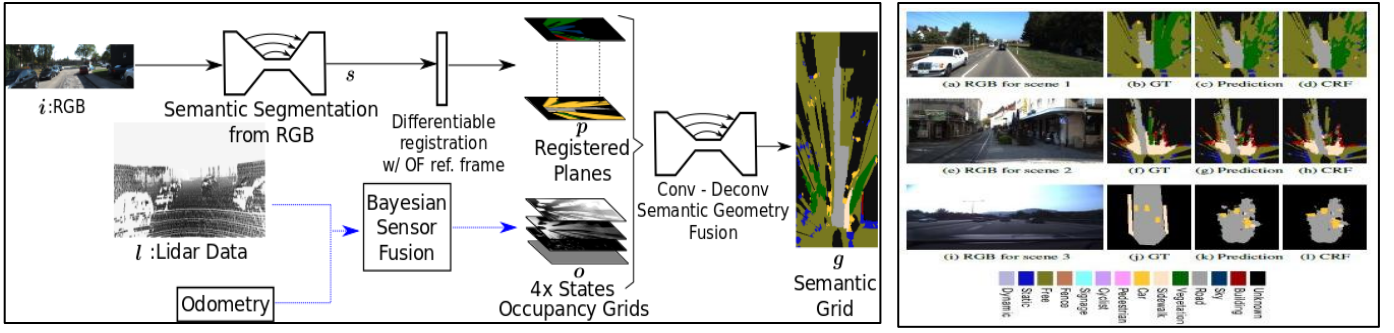 i:RGB
Semantic Segmentation
from RGB
s
Differentiable
registration
w/ OF ref. frame
p
Registered
Planes
l :Lidar Data
Odometry
Bayesian
Sensor
Fusion
o
4x States
Occupancy Grids
Conv - Deconv
Semantic Geometry
Fusion
g
Semantic
Grid
(a) RGB for scene 1
(b) GT
(c) Prediction
(d) CRF
(e) RGB for scene 2
(f) GT
(g) Prediction
(h) CRF
(i) RGB for scene 3
(j) GT
(k) Prediction
(l) CRF
Dynamic
Static
Free
Fence
Signage
Cyclist
Pedestrian
Car
Sidewalk
Vegetation
Road
Sky
Building
Unknown